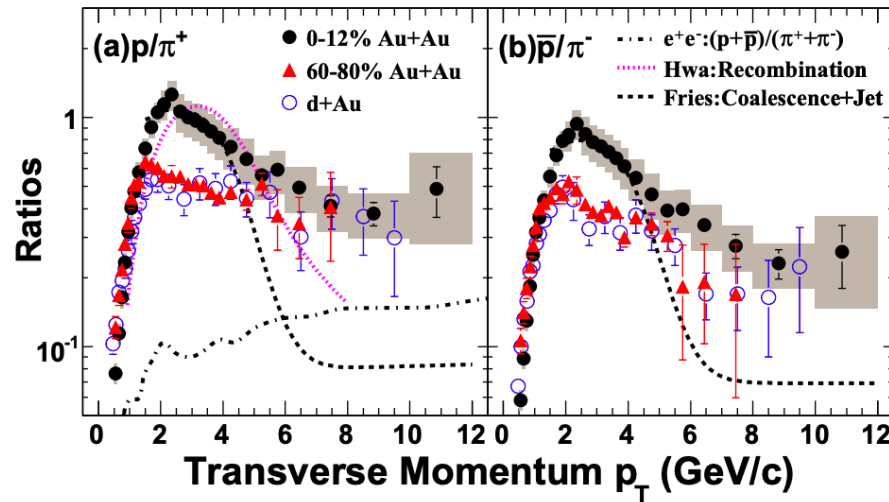 (a)p/π⁺
0-12% Au+Au
60-80% Au+Au
d+Au
(b)p̅/π⁻
e⁺e⁻:(p+p̅)/(π⁺+π⁻)
Hwa:Recombination
Fries:Coalescence+Jet
Ratios
1
10⁻¹
0 2 4 6 8 10 12
0 2 4 6 8 10 12
Transverse Momentum p_T (GeV/c)